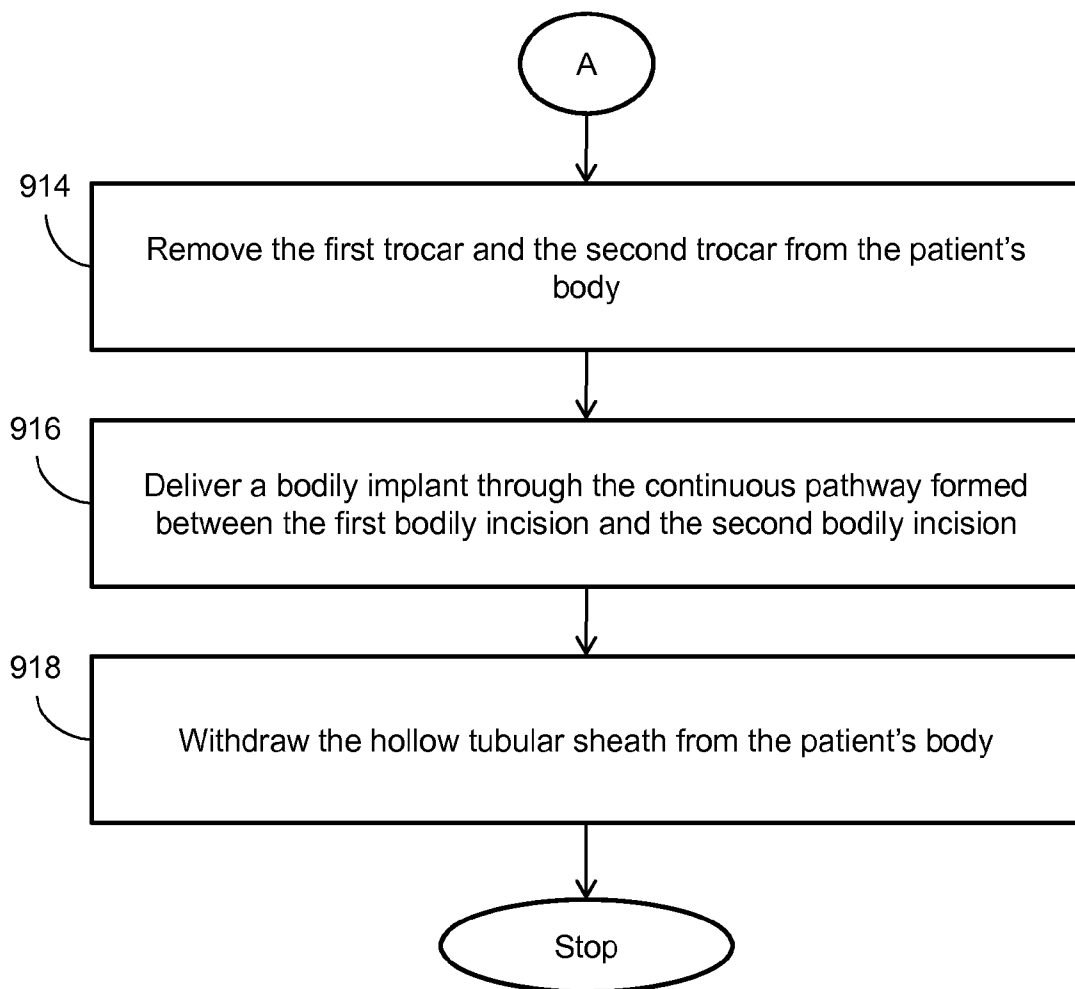 A
914
Remove the first trocar and the second trocar from the patient’s
body
916
Deliver a bodily implant through the continuous pathway formed
between the first bodily incision and the second bodily incision
918
Withdraw the hollow tubular sheath from the patient’s body
Stop